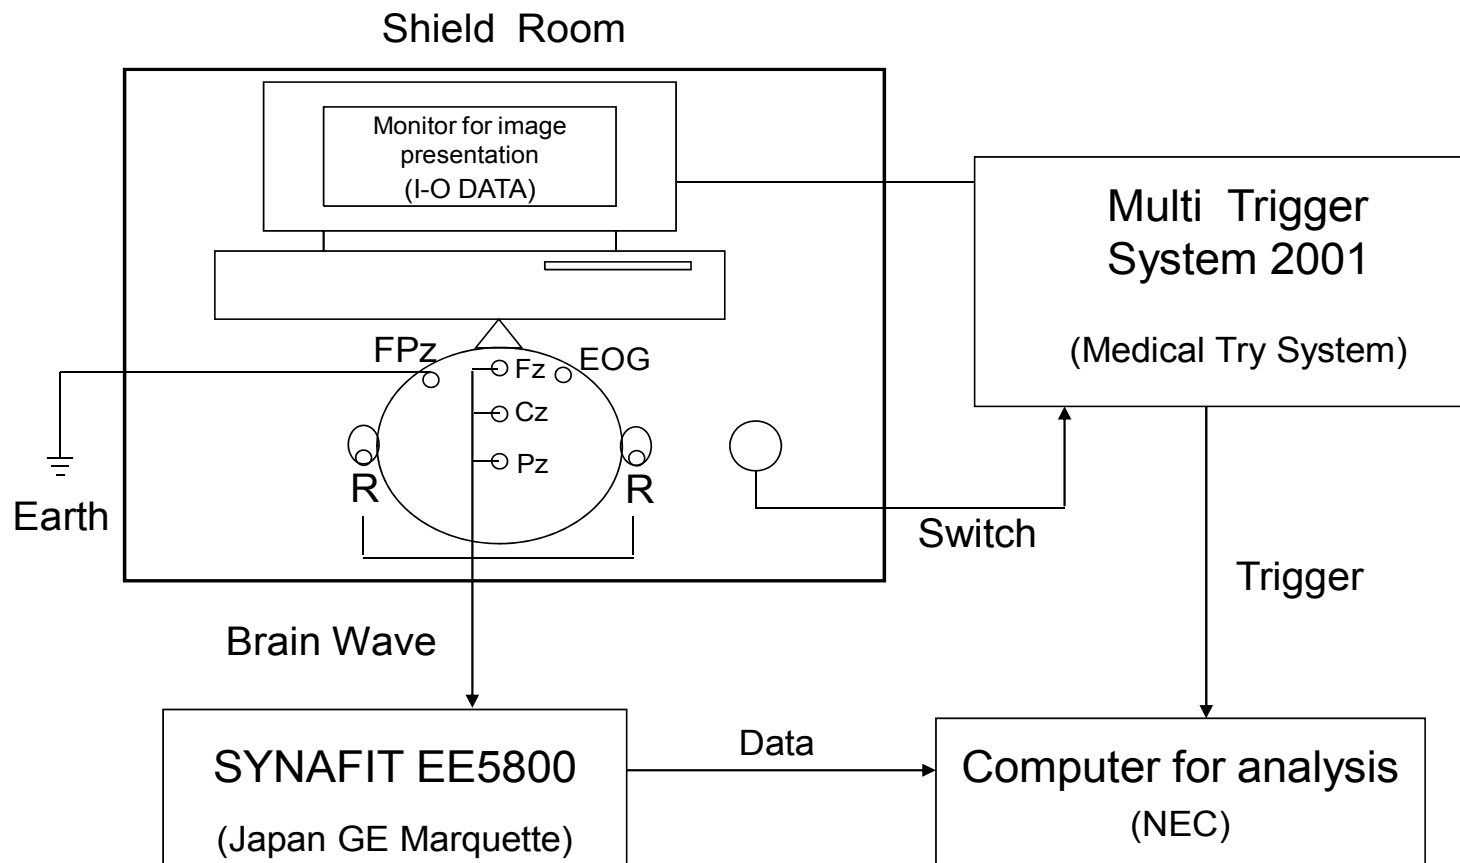 Shield Room
Monitor for image
presentation
(I-O DATA)
Multi Trigger
System 2001
(Medical Try System)
FPz
EOG
Fz
Cz
Pz
R
R
Earth
Switch
Trigger
Brain Wave
SYNAFIT EE5800
(Japan GE Marquette)
Data
Computer for analysis
(NEC)